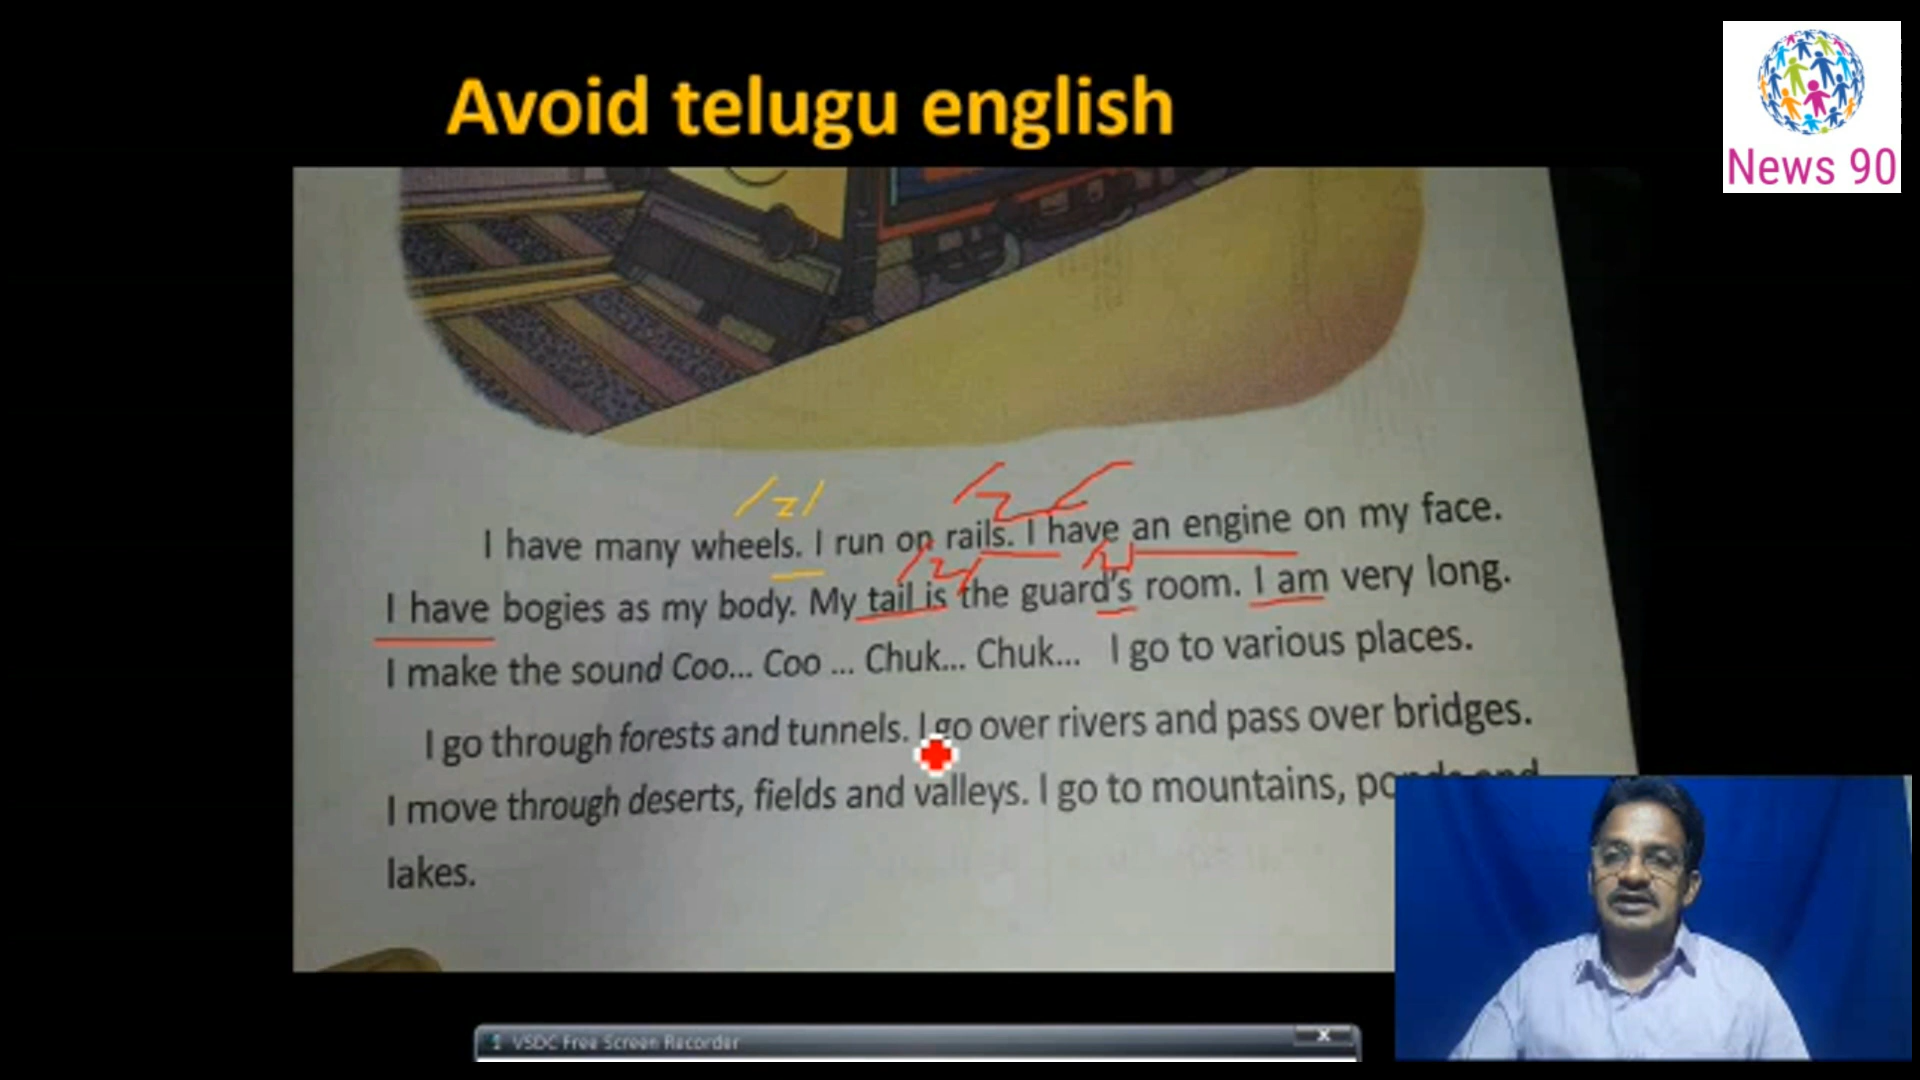 Avoid telugu english
News 90
/z/
/z/
I have many wheels. I run on rails. I have an engine on my face.
/z/
/z/
I have bogies as my body. My tail is the guard's room. I am very long.
I make the sound Coo... Coo ... Chuk... Chuk... I go to various places.
I go through forests and tunnels. I go over rivers and pass over bridges.
I move through deserts, fields and valleys. I go to mountains, ponds and
lakes.
VSDC Free Screen Recorder